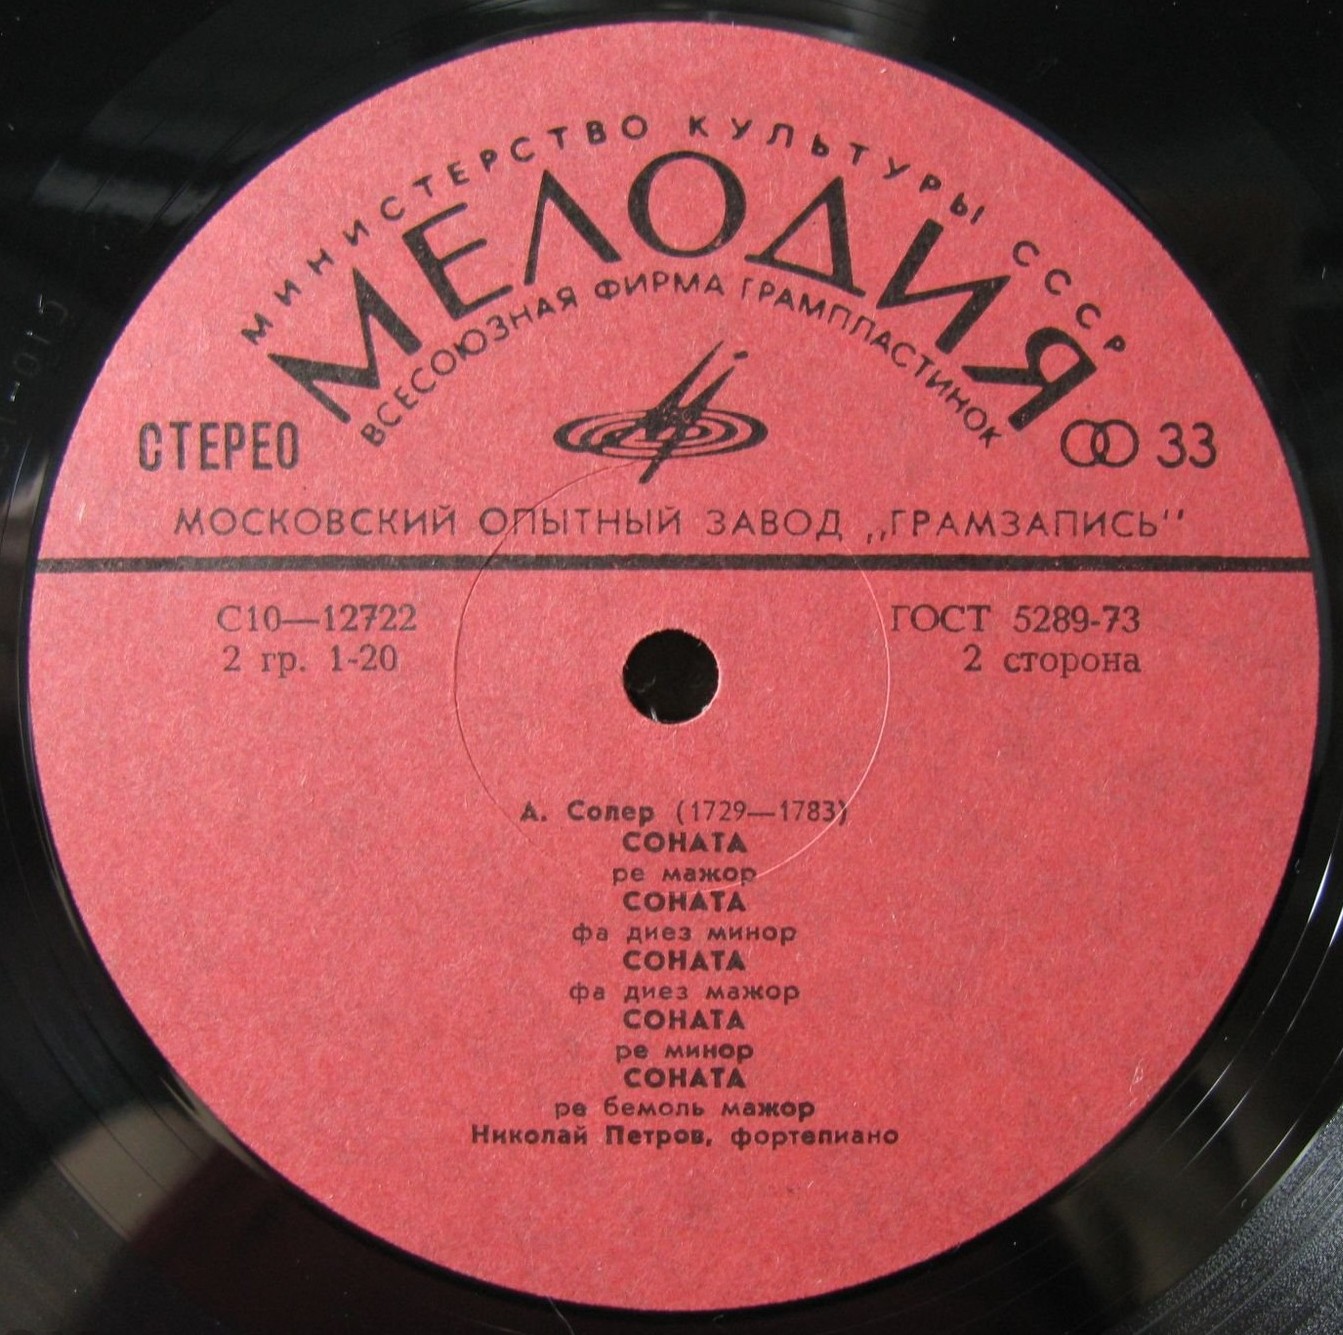 МИНИСТЕРСТВО КУЛЬТУРЫ СССР
МЕЛОДИЯ
ВСЕСОЮЗНАЯ ФИРМА ГРАМПЛАСТИНОК
СТЕРЕО
33
МОСКОВСКИЙ ОПЫТНЫЙ ЗАВОД „ГРАМЗАПИСЬ"
С10—12722
ГОСТ 5289-73
2 гр. 1-20
2 сторона
А. Солер (1729—1783)
СОНАТА
ре мажор
СОНАТА
фа диез минор
СОНАТА
фа диез мажор
СОНАТА
ре минор
СОНАТА
ре бемоль мажор
Николай Петров, фортепиано